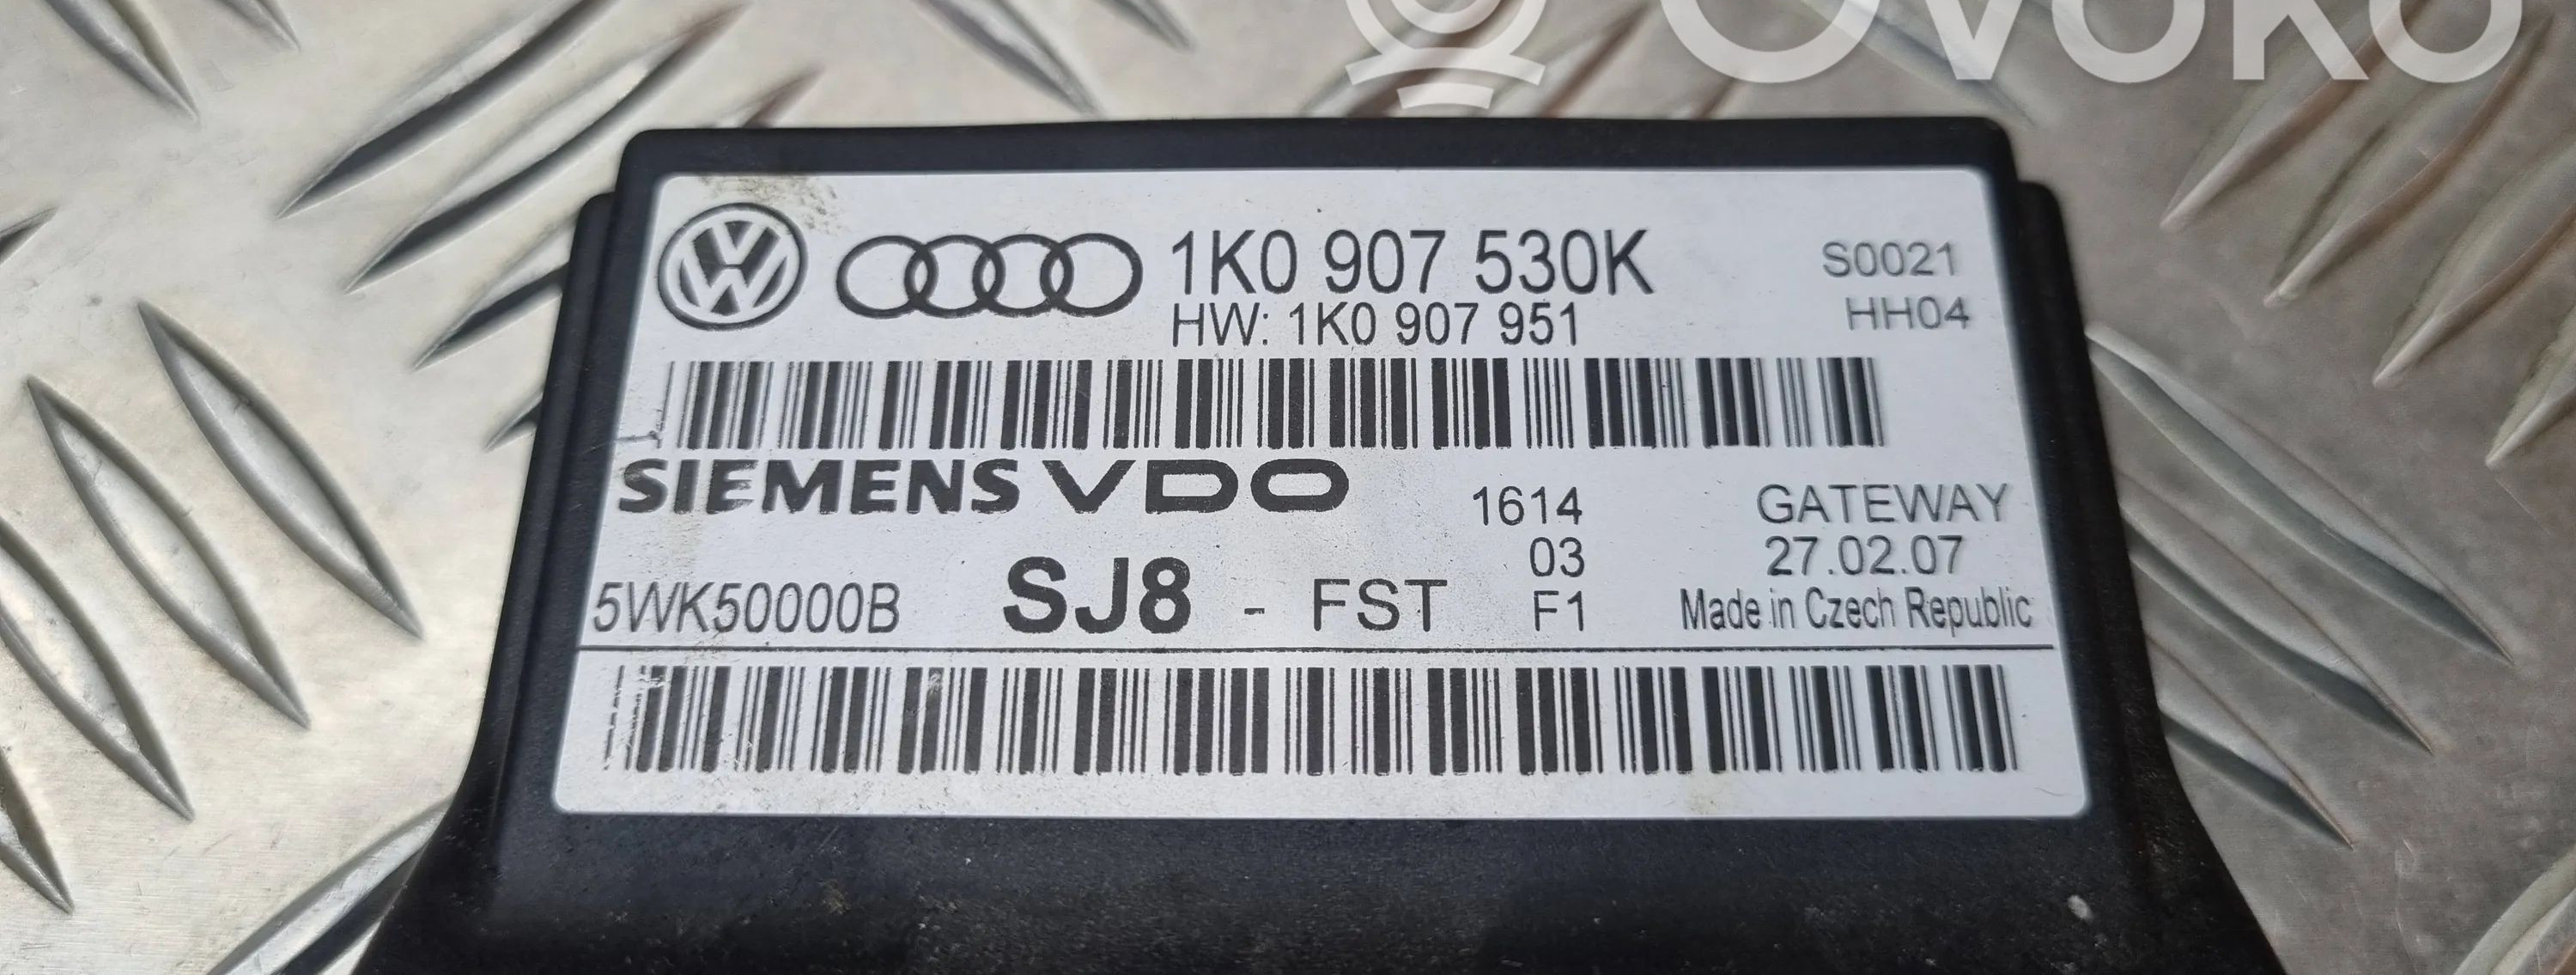 Ovoko
1K0 907 530K
S0021
HW: 1K0 907 951
HH04
SIEMENS VDO
1614
GATEWAY
03
27.02.07
5WK50000B
SJ8 - FST
F1
Made in Czech Republic